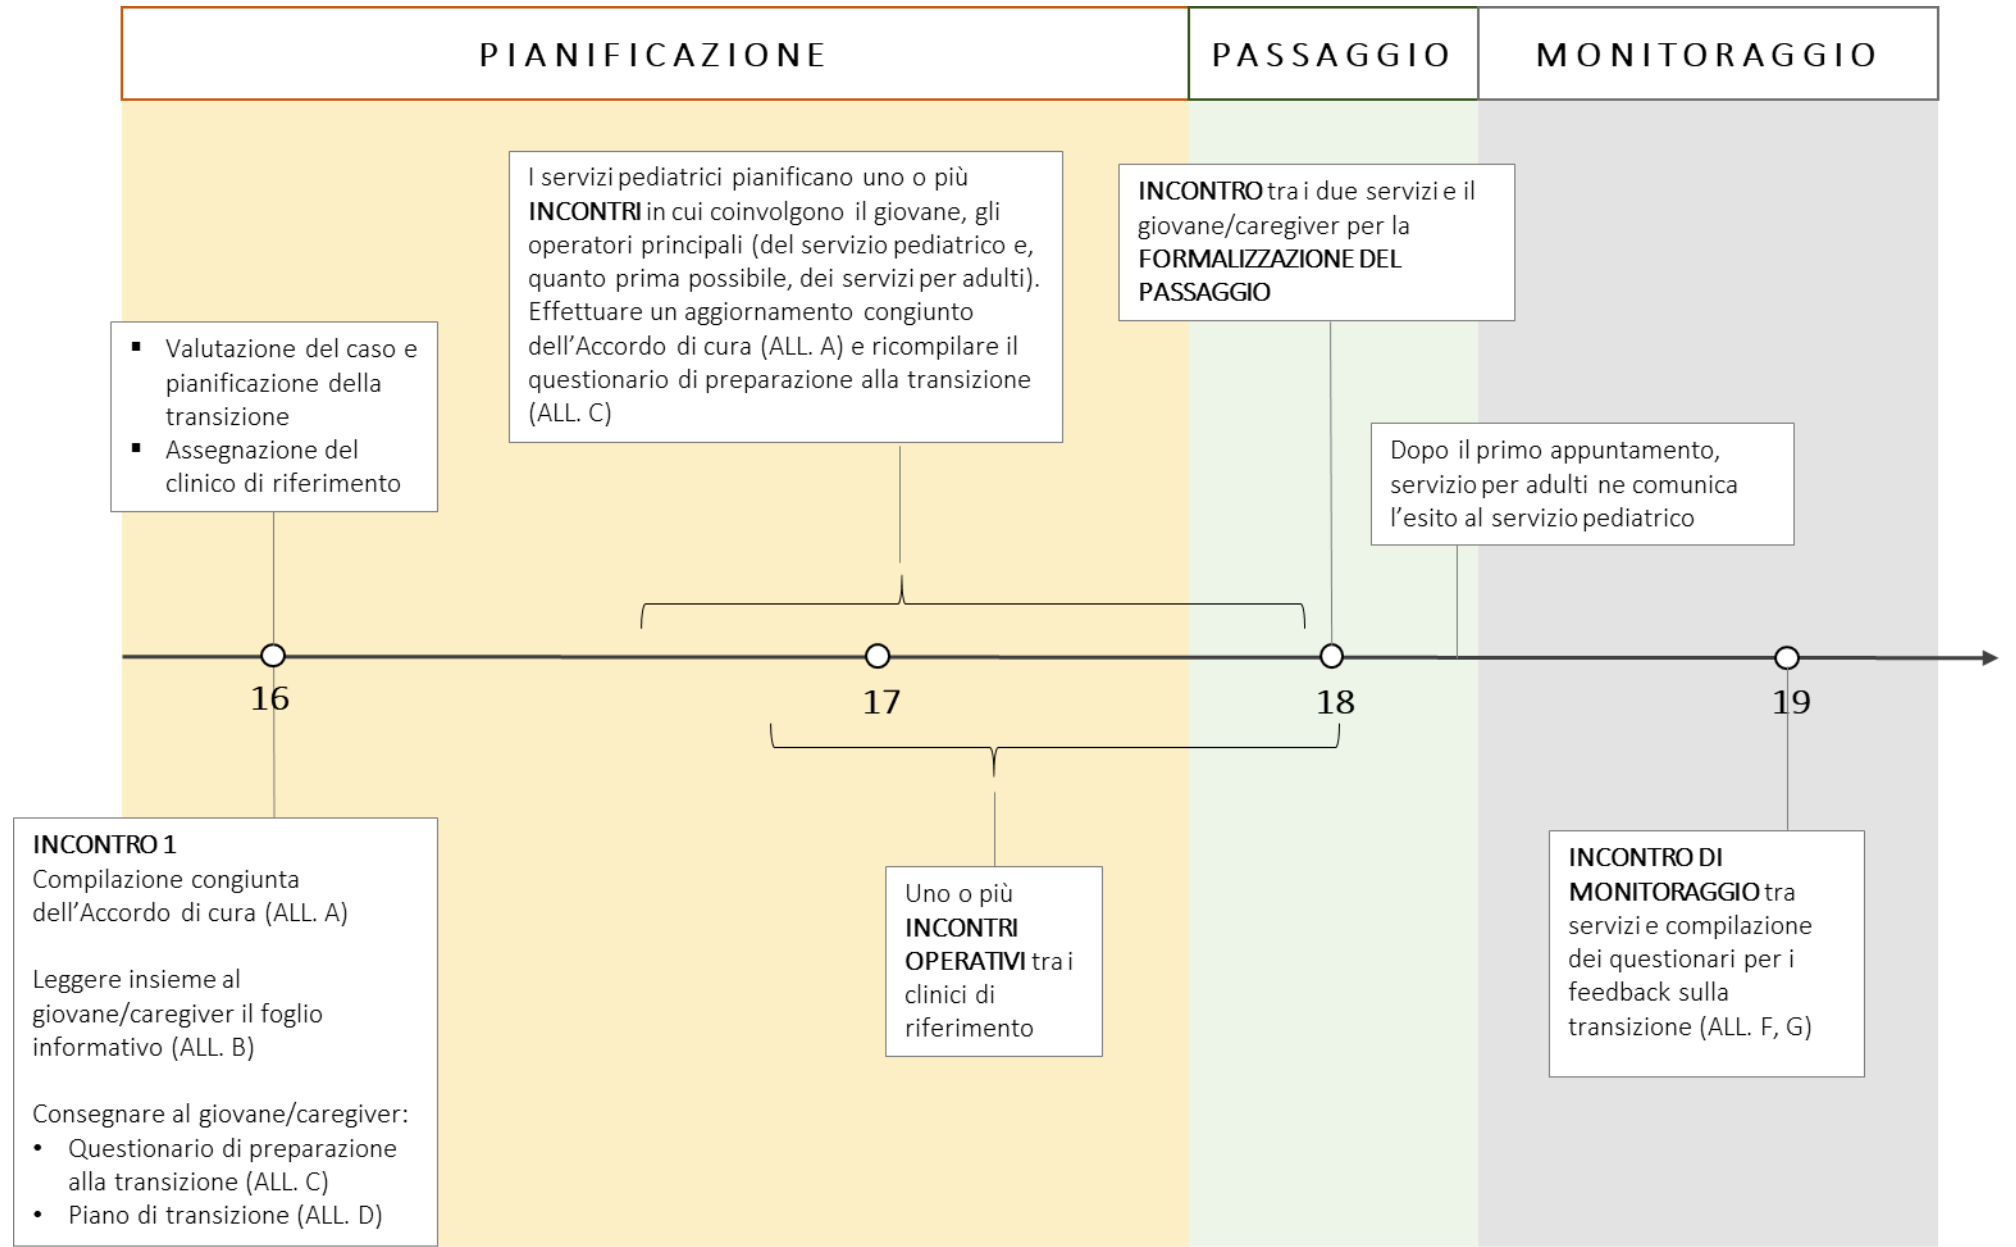 PIANIFICAZIONE
PASSAGGIO
MONITORAGGIO
I servizi pediatrici pianificano uno o più
INCONTRI in cui coinvolgono il giovane, gli
operatori principali (del servizio pediatrico e,
quanto prima possibile, dei servizi per adulti).
Effettuare un aggiornamento congiunto
dell’Accordo di cura (ALL. A) e ricompilare il
questionario di preparazione alla transizione
(ALL. C)
INCONTRO tra i due servizi e il
giovane/caregiver per la
FORMALIZZAZIONE DEL
PASSAGGIO
▪ Valutazione del caso e
pianificazione della
transizione
▪ Assegnazione del
clinico di riferimento
Dopo il primo appuntamento,
servizio per adulti ne comunica
l’esito al servizio pediatrico
16
17
18
19
INCONTRO 1
Compilazione congiunta
dell’Accordo di cura (ALL. A)
Leggere insieme al
giovane/caregiver il foglio
informativo (ALL. B)
Consegnare al giovane/caregiver:
• Questionario di preparazione
alla transizione (ALL. C)
• Piano di transizione (ALL. D)
Uno o più
INCONTRI
OPERATIVI tra i
clinici di
riferimento
INCONTRO DI
MONITORAGGIO tra
servizi e compilazione
dei questionari per i
feedback sulla
transizione (ALL. F, G)